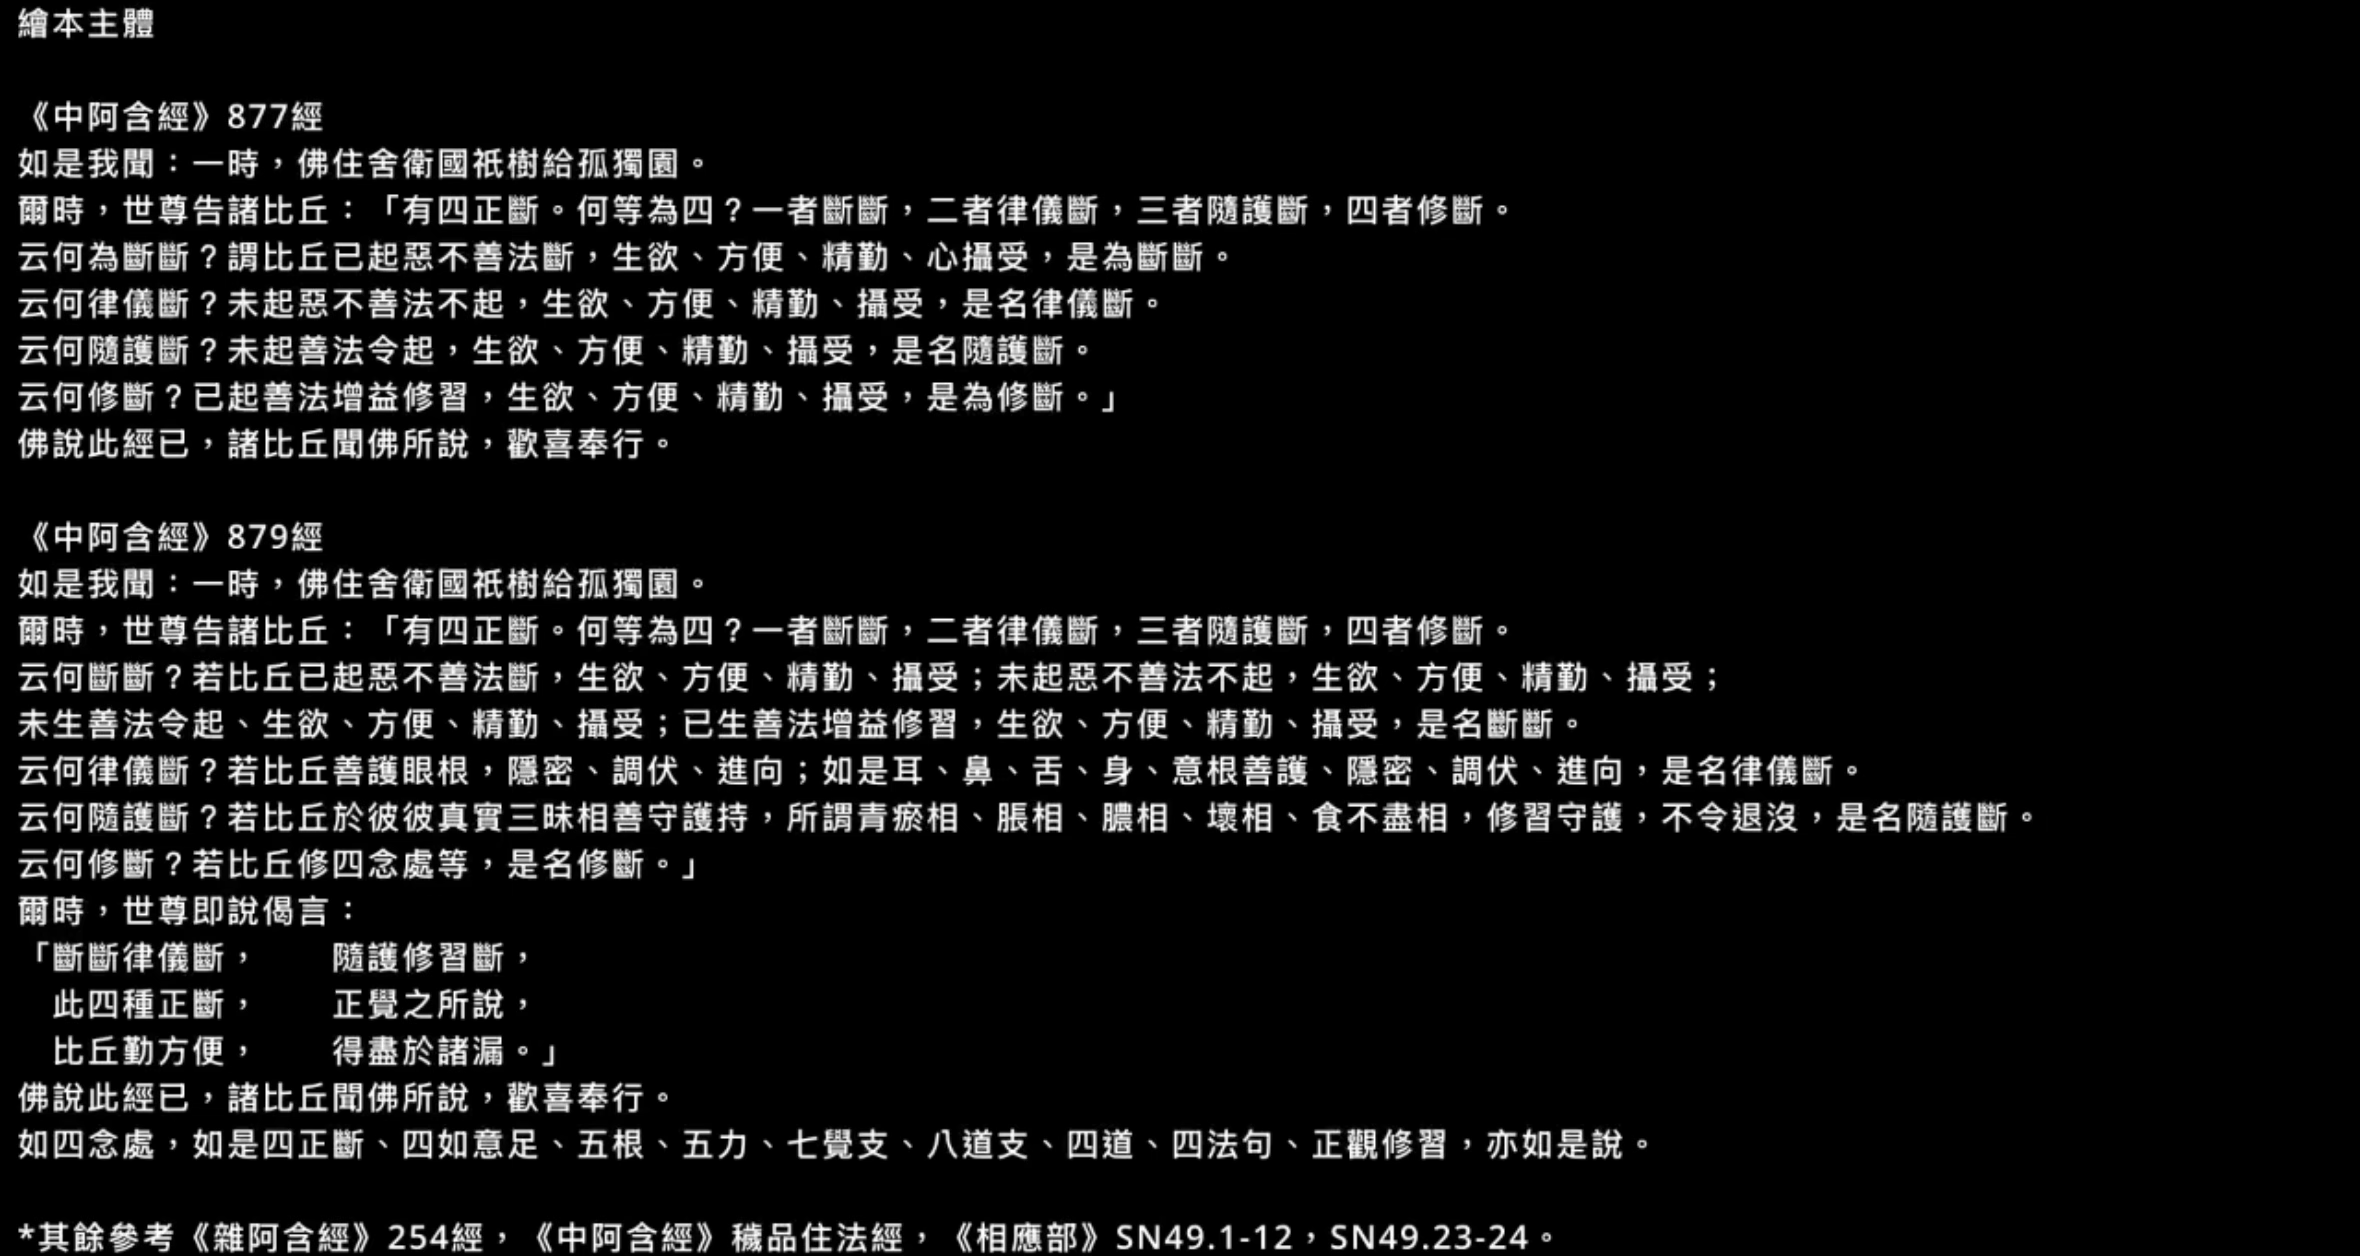 繪本主體
《中阿含經》877經
如是我聞：一時，佛住舍衛國祇樹給孤獨園。
爾時，世尊告諸比丘：「有四正斷。何等為四？一者斷斷，二者律儀斷，三者隨護斷，四者修斷。
云何為斷斷？謂比丘已起惡不善法斷，生欲、方便、精勤、心攝受，是為斷斷。
云何律儀斷？未起惡不善法不起，生欲、方便、精勤、攝受，是名律儀斷。
云何隨護斷？未起善法令起，生欲、方便、精勤、攝受，是名隨護斷。
云何修斷？已起善法增益修習，生欲、方便、精勤、攝受，是為修斷。」
佛說此經已，諸比丘聞佛所說，歡喜奉行。
《中阿含經》879經
如是我聞：一時，佛住舍衛國祇樹給孤獨園。
爾時，世尊告諸比丘：「有四正斷。何等為四？一者斷斷，二者律儀斷，三者隨護斷，四者修斷。
云何斷斷？若比丘已起惡不善法斷，生欲、方便、精勤、攝受；未起惡不善法不起，生欲、方便、精勤、攝受；
未生善法令起、生欲、方便、精勤、攝受；已生善法增益修習，生欲、方便、精勤、攝受，是名斷斷。
云何律儀斷？若比丘善護眼根，隱密、調伏、進向；如是耳、鼻、舌、身、意根善護、隱密、調伏、進向，是名律儀斷。
云何隨護斷？若比丘於彼彼真實三昧相善守護持，所謂青瘀相、脹相、膿相、壞相、食不盡相，修習守護，不令退沒，是名隨護斷。
云何修斷？若比丘修四念處等，是名修斷。」
爾時，世尊即說偈言：
「斷斷律儀斷，　　隨護修習斷，
此四種正斷，　　正覺之所說，
比丘勤方便，　　得盡於諸漏。」
佛說此經已，諸比丘聞佛所說，歡喜奉行。
如四念處，如是四正斷、四如意足、五根、五力、七覺支、八道支、四道、四法句、正觀修習，亦如是說。
*其餘參考《雜阿含經》254經，《中阿含經》穢品住法經，《相應部》SN49.1-12，SN49.23-24。